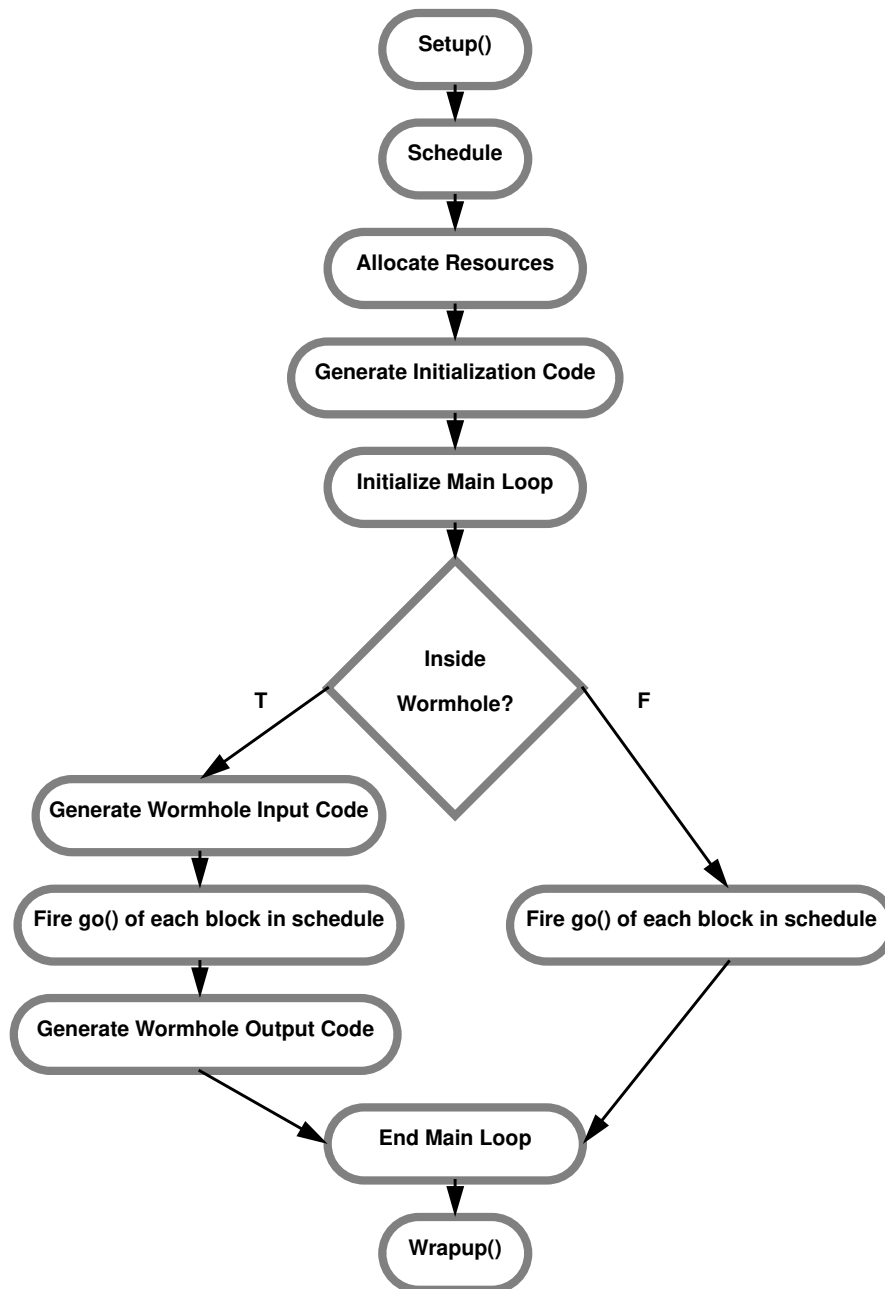 Setup()
Schedule
Allocate Resources
Generate Initialization Code
Initialize Main Loop
Inside
Wormhole?
T
F
Generate Wormhole Input Code
Fire go() of each block in schedule
Fire go() of each block in schedule
Generate Wormhole Output Code
End Main Loop
Wrapup()